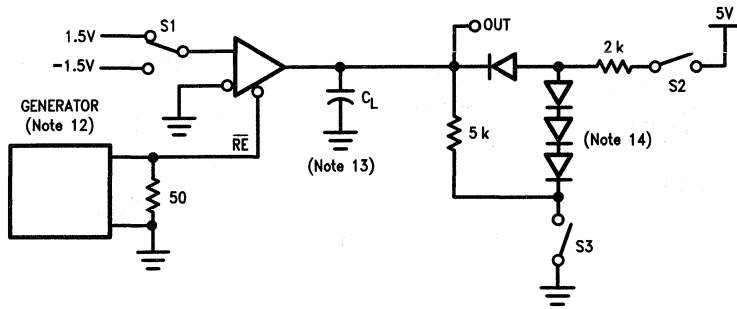 5V
OUT
S1
1.5V
-1.5V
2 k
S2
GENERATOR
(Note 12)
C_L
RE
(Note 13)
5 k
(Note 14)
50
S3